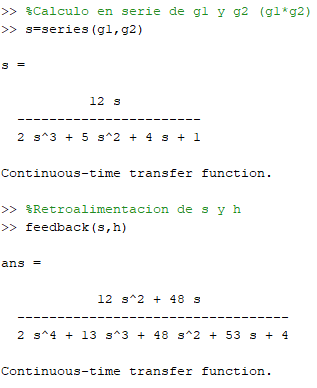 >> %Calculo en serie de g1 y g2 (g1*g2)
>> s=series(g1,g2)
s =
12 s
-----------------------
2 s^3 + 5 s^2 + 4 s + 1
Continuous-time transfer function.
>> %Retroalimentacion de s y h
>> feedback(s,h)
ans =
12 s^2 + 48 s
----------------------------------
2 s^4 + 13 s^3 + 48 s^2 + 53 s + 4
Continuous-time transfer function.